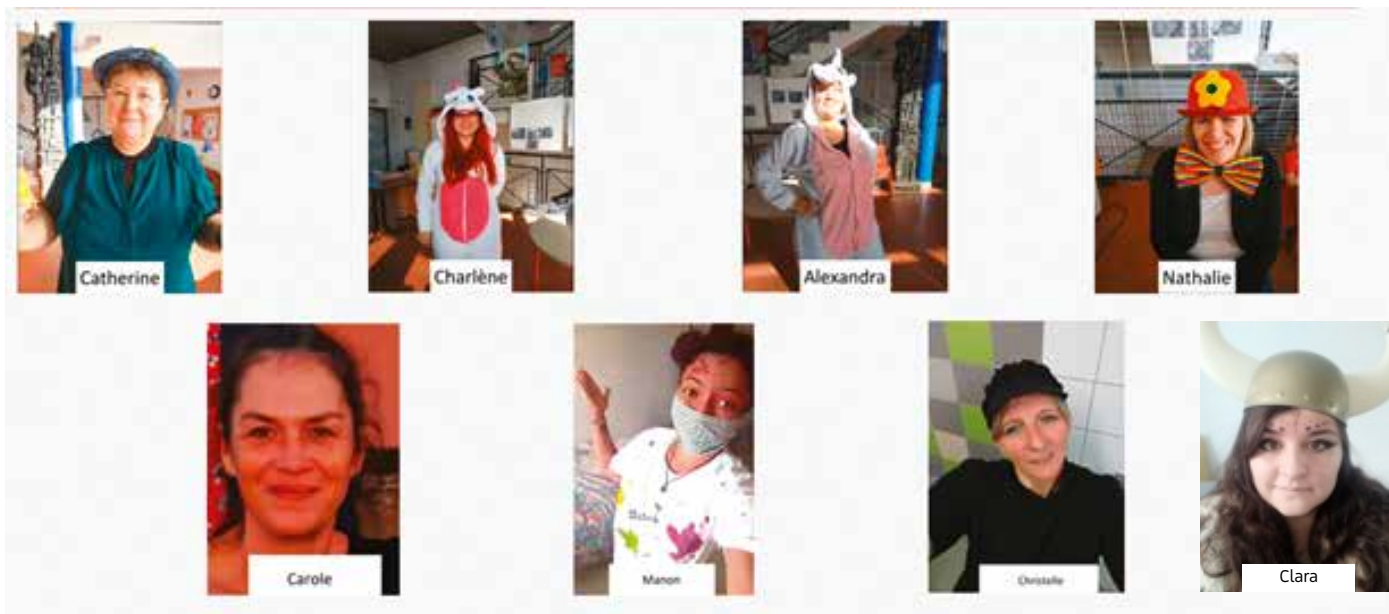 Catherine
Charlène
Alexandra
Nathalie
Carole
Manon
Christelle
Clara